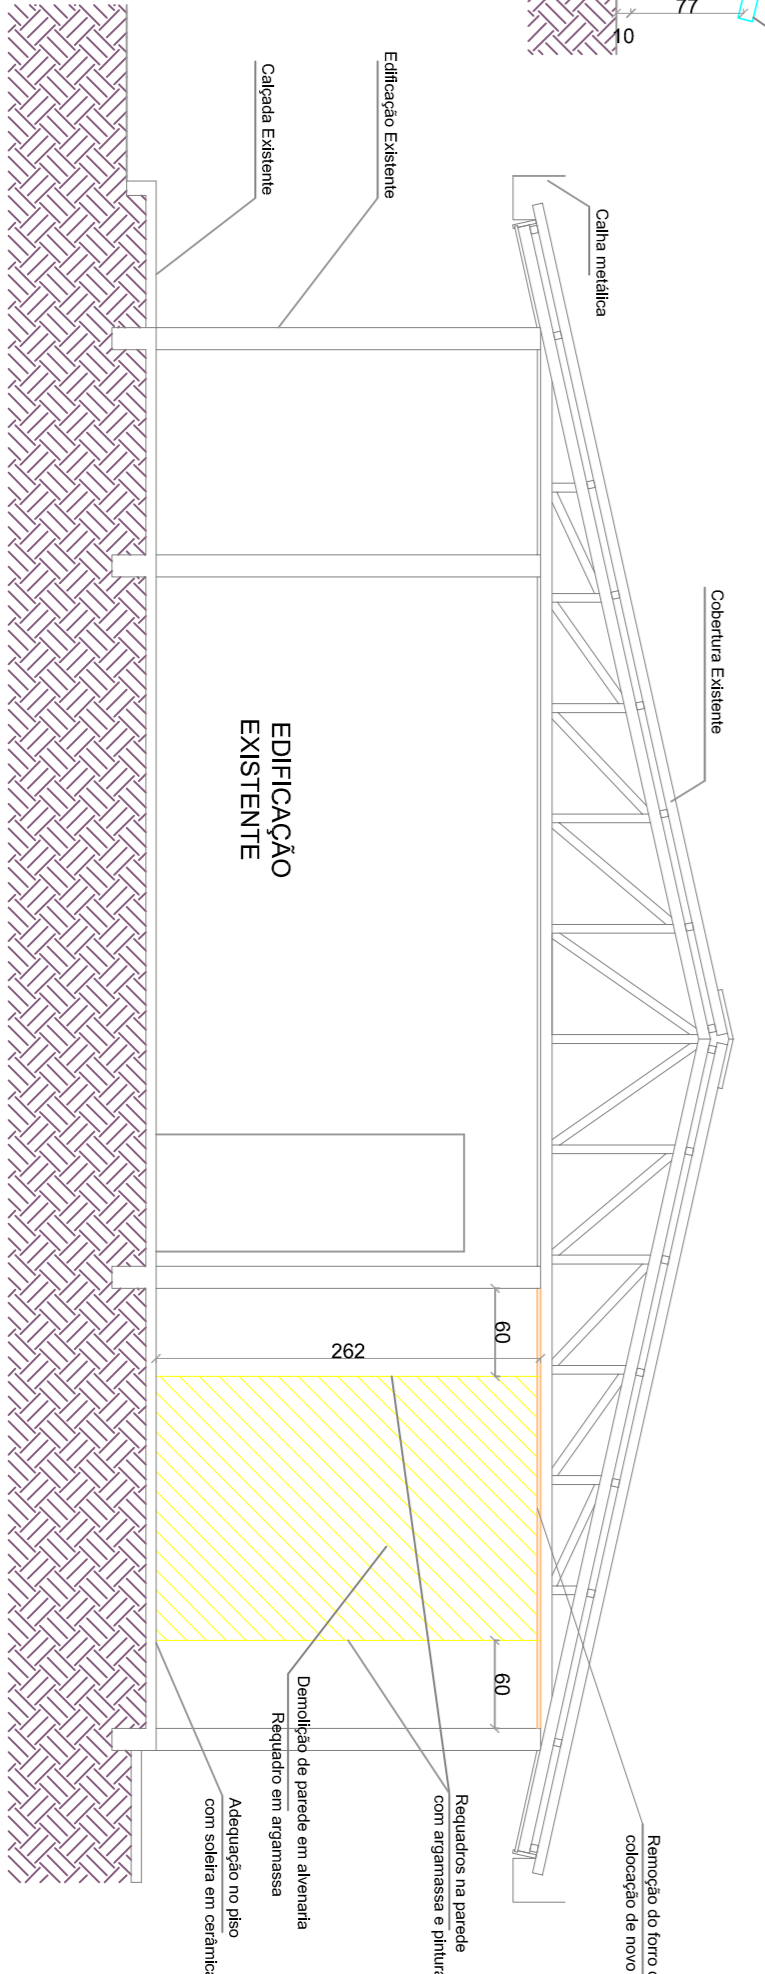 77
10
Calçada Existente
Edificação Existente
Calha metálica
Cobertura Existente
EDIFICAÇÃO
EXISTENTE
60
262
60
Demolição de parede em alvenaria
Requadro em argamassa
Adequação no piso
com soleira em cerâmica
Requadros na parede
com argamassa e pintura
Remoção do forro
colocação de novo